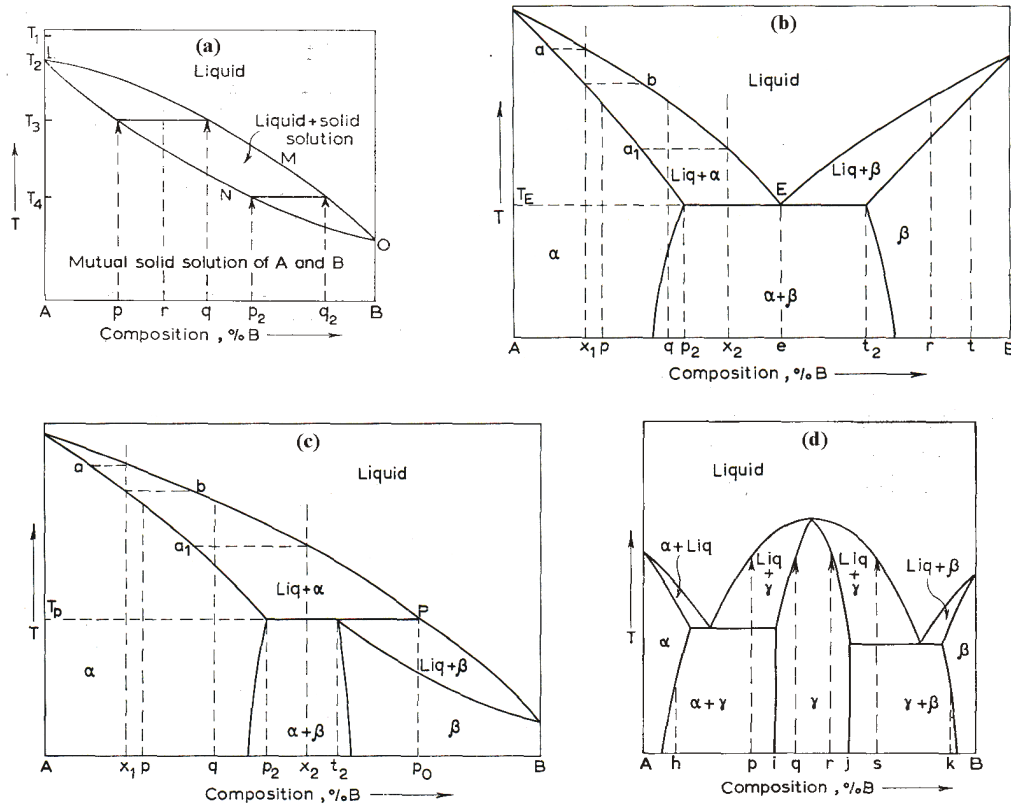 (a)
T₁
L
T₂
Liquid
T₃
Liquid+solid
solution
M
N
T₄
T
O
Mutual solid solution of A and B
A p r q p₂ q₂ B
Composition, %B
(b)
a
b
Liquid
a₁
Liq+α
E
Liq+β
T_E
T
α
β
α+β
A x₁ p q p₂ x₂ e t₂ r t B
Composition, %B
(c)
a
b
Liquid
a₁
Liq+α
T_p
P
T
Liq+β
α
α+β
β
A x₁ p q p₂ x₂ t₂ p₀ B
Composition, %B
(d)
Liquid
α+Liq
Liq
+
γ
Liq
+
γ
Liq+β
T
α
β
α+γ
γ
γ+β
A h p i q r j s k B
Composition, %B